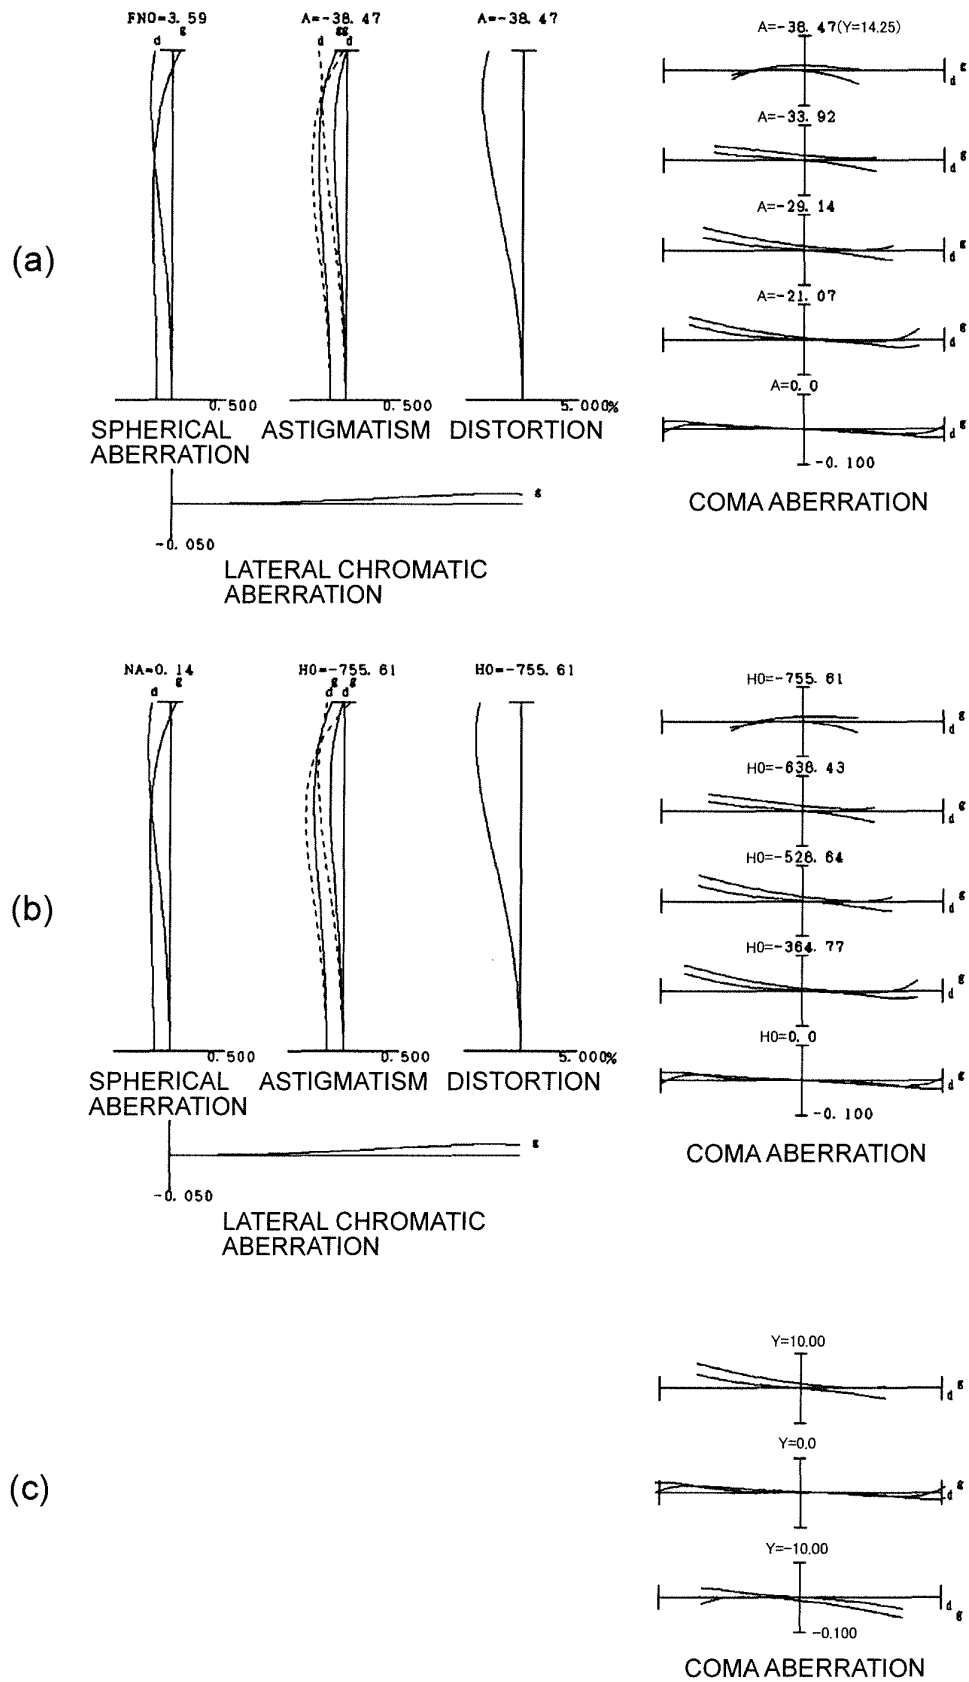 (a)
FNO=3.59
d g
A=-38.47
d gg d
A=-38.47
0.500
0.500
5.000%
SPHERICAL ABERRATION
ASTIGMATISM
DISTORTION
g
-0.050
LATERAL CHROMATIC
ABERRATION
A=-38.47(Y=14.25)
d g
A=-33.92
d g
A=-29.14
d g
A=-21.07
d g
A=0.0
d g
-0.100
COMA ABERRATION
(b)
NA=0.14
d g
H0=-755.61
d g d g
H0=-755.61
0.500
0.500
5.000%
SPHERICAL ABERRATION
ASTIGMATISM
DISTORTION
g
-0.050
LATERAL CHROMATIC
ABERRATION
H0=-755.61
d g
H0=-638.43
d g
H0=-528.64
d g
H0=-364.77
d g
H0=0.0
d g
-0.100
COMA ABERRATION
(c)
Y=10.00
d g
Y=0.0
d g
Y=-10.00
d g
-0.100
COMA ABERRATION